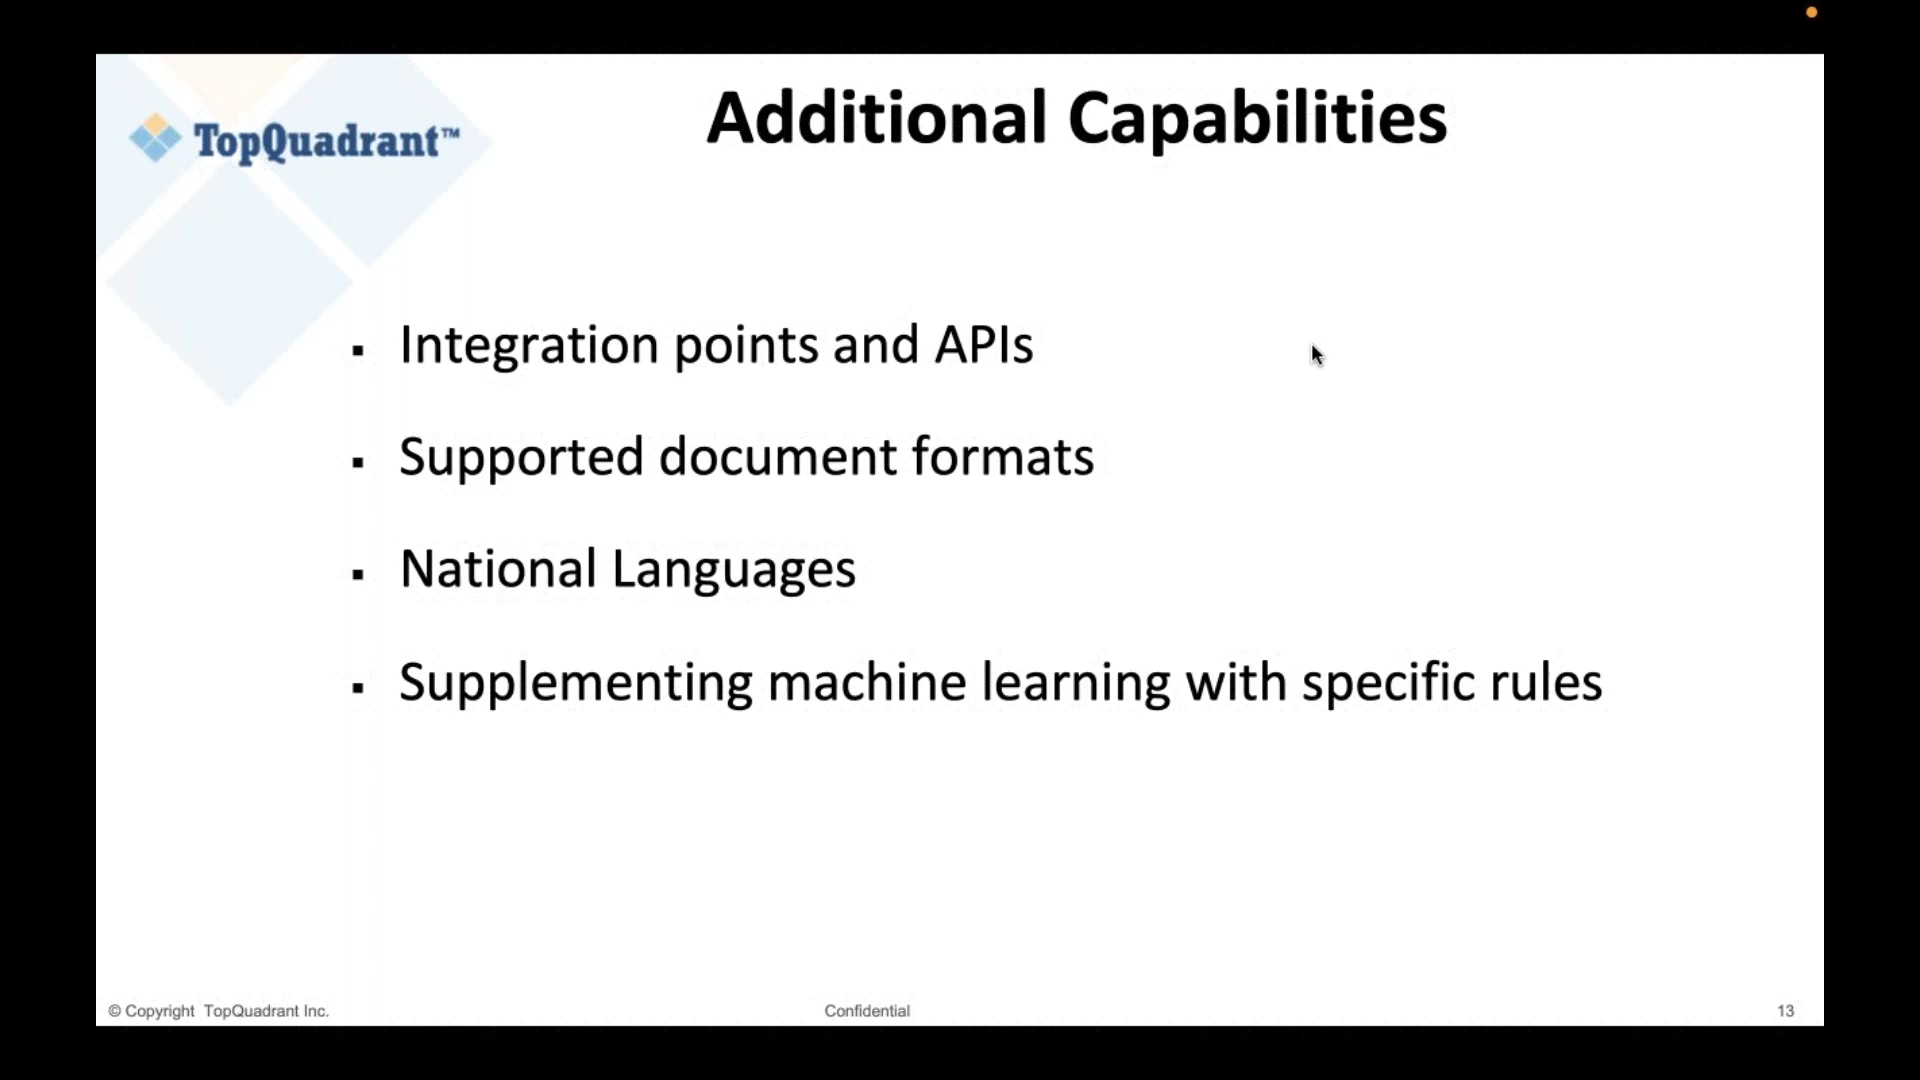 TopQuadrant™
Additional Capabilities
▪ Integration points and APIs
▪ Supported document formats
▪ National Languages
▪ Supplementing machine learning with specific rules
© Copyright TopQuadrant Inc.
Confidential
13